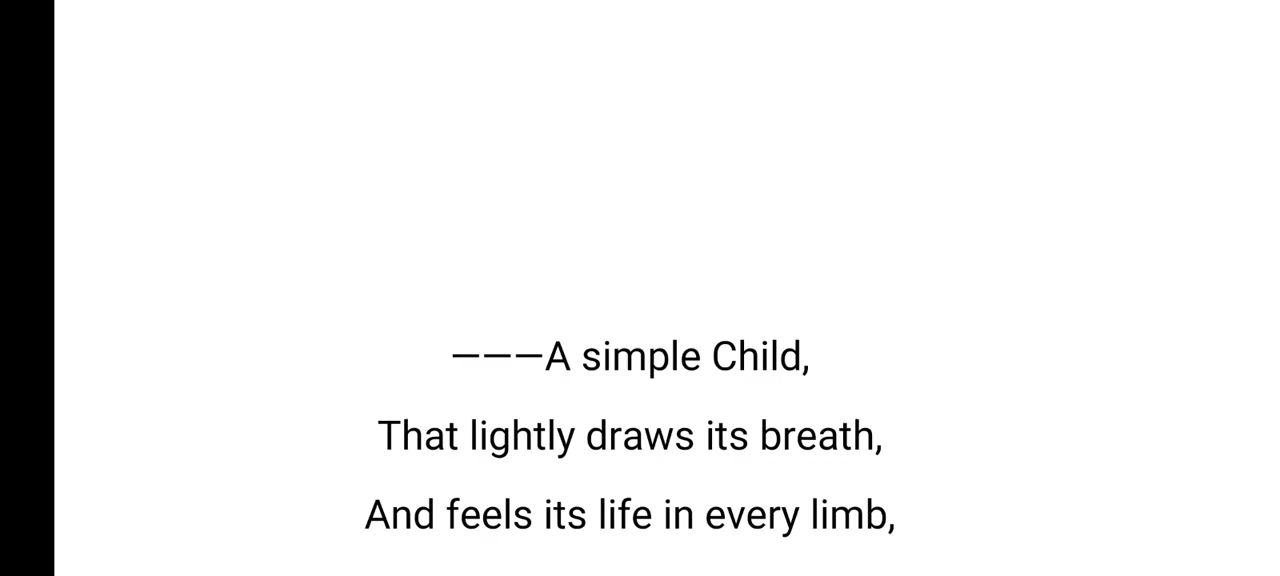 ———A simple Child,
That lightly draws its breath,
And feels its life in every limb,